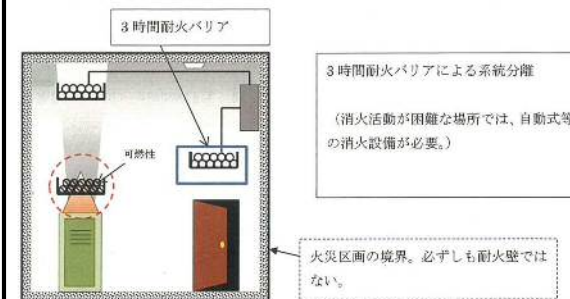 3時間耐火バリア
3時間耐火バリアによる系統分離
(消火活動が困難な場所では、自動式等
の消火設備が必要。)
可燃性
火災区画の境界。必ずしも耐火壁では
ない。